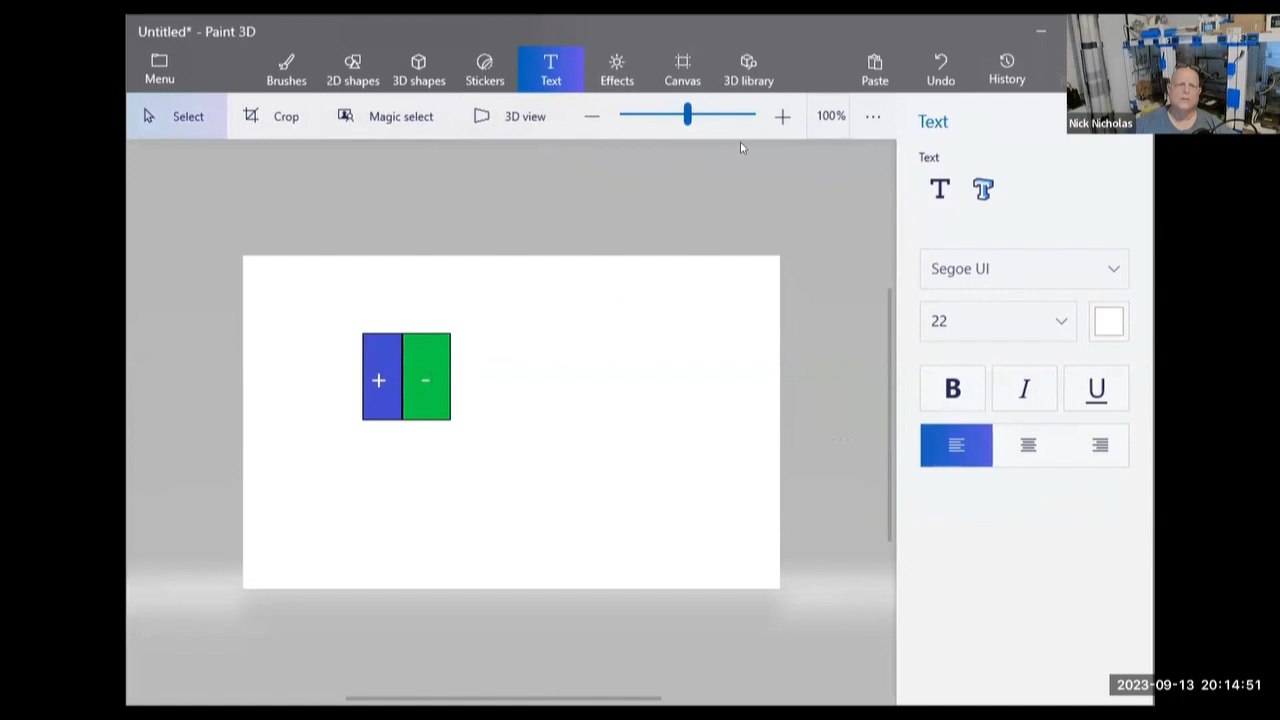 Untitled* - Paint 3D
Menu
Brushes
2D shapes
3D shapes
Stickers
Text
Effects
Canvas
3D library
Paste
Undo
History
Select
Crop
Magic select
3D view
100%
Nick Nicholas
Text
Text
T T
Segoe UI
22
B I U
+ -
2023-09-13 20:14:51